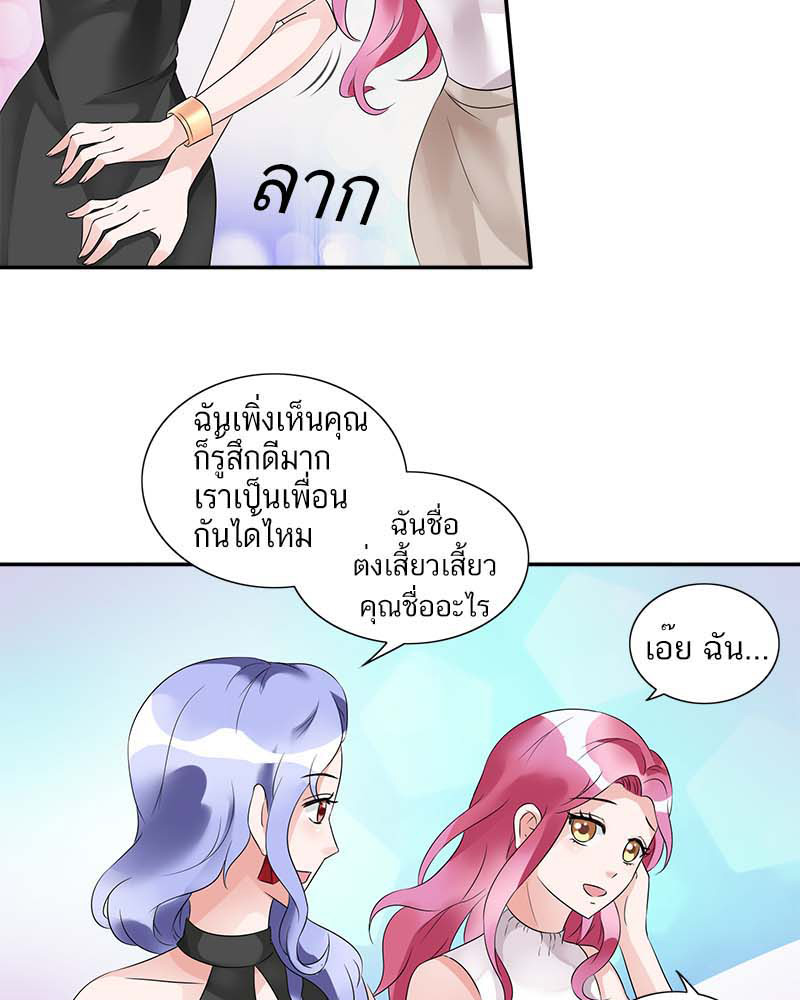 ลาก
ฉันเพิ่งเห็นคุณ
ก็รู้สึกดีมาก
เราเป็นเพื่อน
กันได้ไหม
ฉันชื่อ
ต่งเสี้ยวเสี้ยว
คุณชื่ออะไร
เอ๊ย ฉัน...